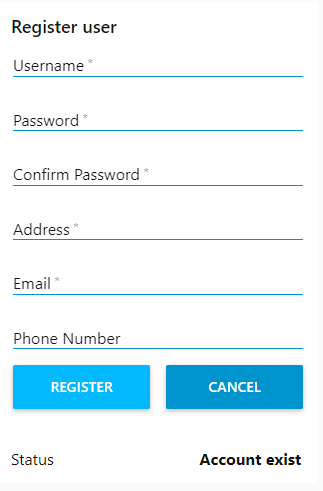 Register user
Username *
Password *
Confirm Password *
Address *
Email *
Phone Number
REGISTER CANCEL
Status Account exist